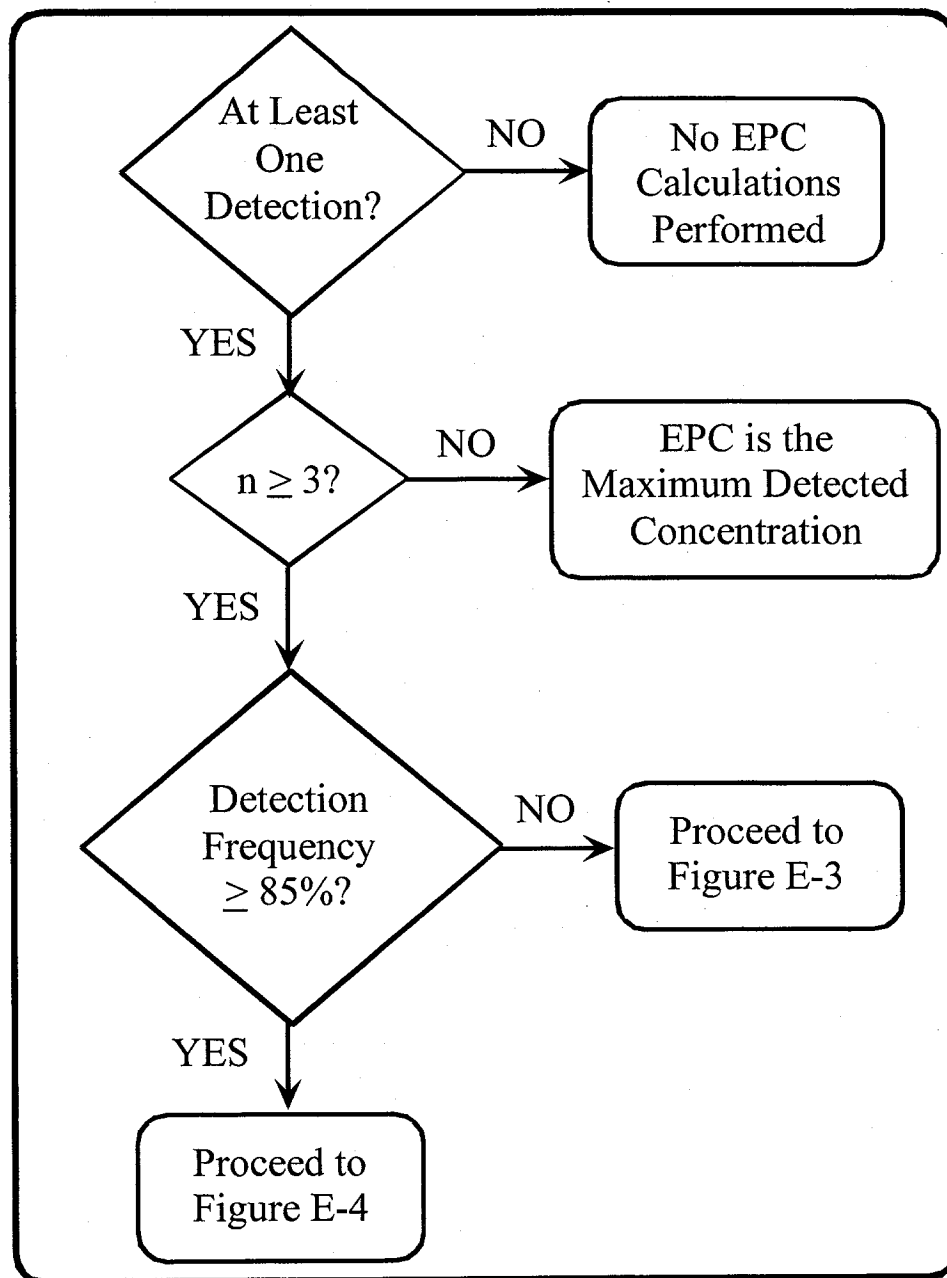 At Least
One
Detection?
NO
No EPC
Calculations
Performed
YES
n ≥ 3?
NO
EPC is the
Maximum Detected
Concentration
YES
Detection
Frequency
≥ 85%?
NO
Proceed to
Figure E-3
YES
Proceed to
Figure E-4